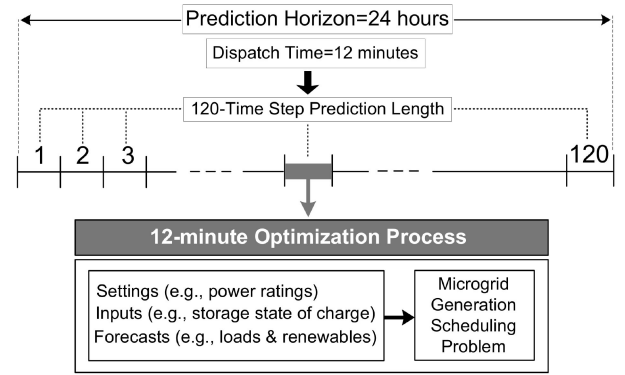 Prediction Horizon=24 hours
Dispatch Time=12 minutes
120-Time Step Prediction Length
1 2 3 120
12-minute Optimization Process
Settings (e.g., power ratings)
Inputs (e.g., storage state of charge)
Forecasts (e.g., loads & renewables)
Microgrid
Generation
Scheduling
Problem